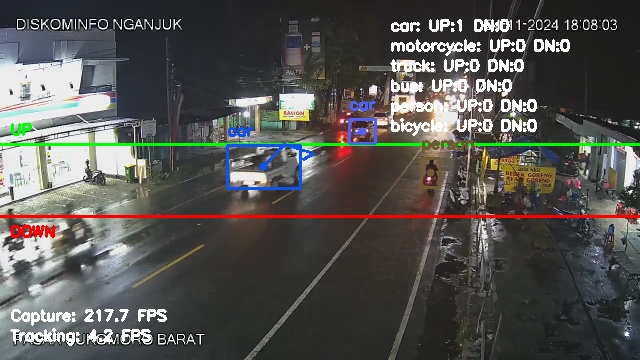 DISKOMINFO NGANJUK
11-2024 18:08:03
car: UP:1 DN:0
motorcycle: UP:0 DN:0
truck: UP:0 DN:0
bus: UP:0 DN:0
person: UP:0 DN:0
bicycle: UP:0 DN:0
car
UP
car
person
BEBEK GORENG
DOWN
Capture: 217.7 FPS
Tracking: 4.2 FPS
BARAT